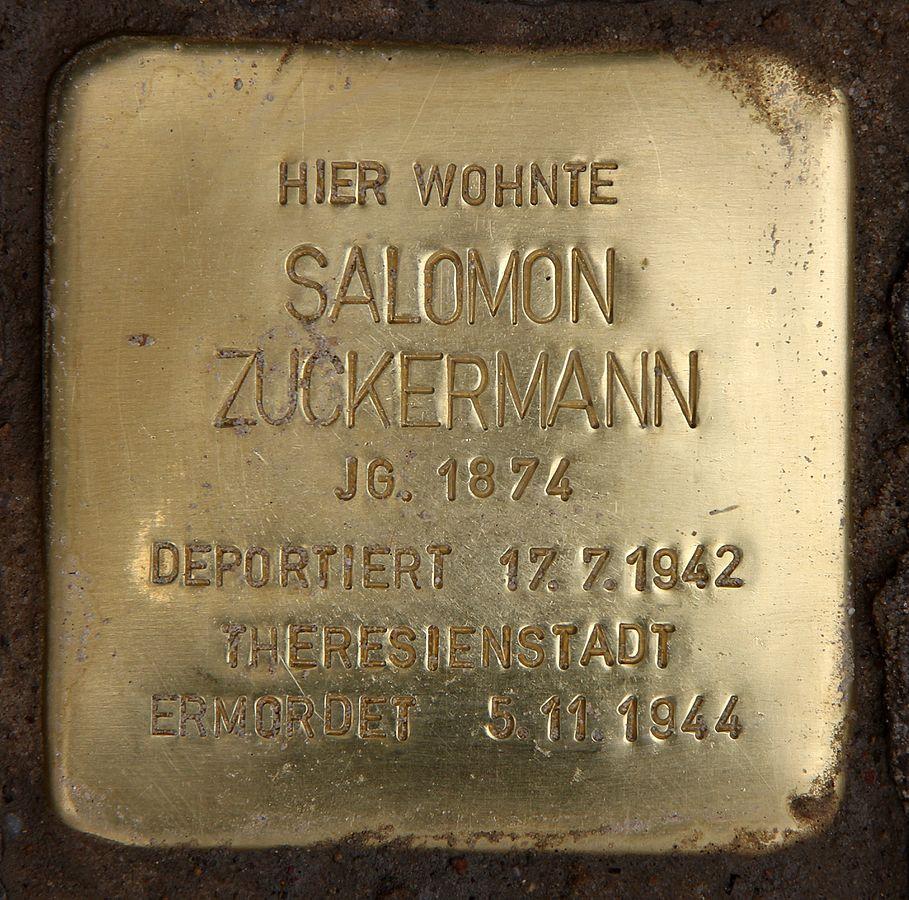 HIER WOHNTE
SALOMON
ZUCKERMANN
JG. 1874
DEPORTIERT 17.7.1942
THERESIENSTADT
ERMORDET 5.11.1944